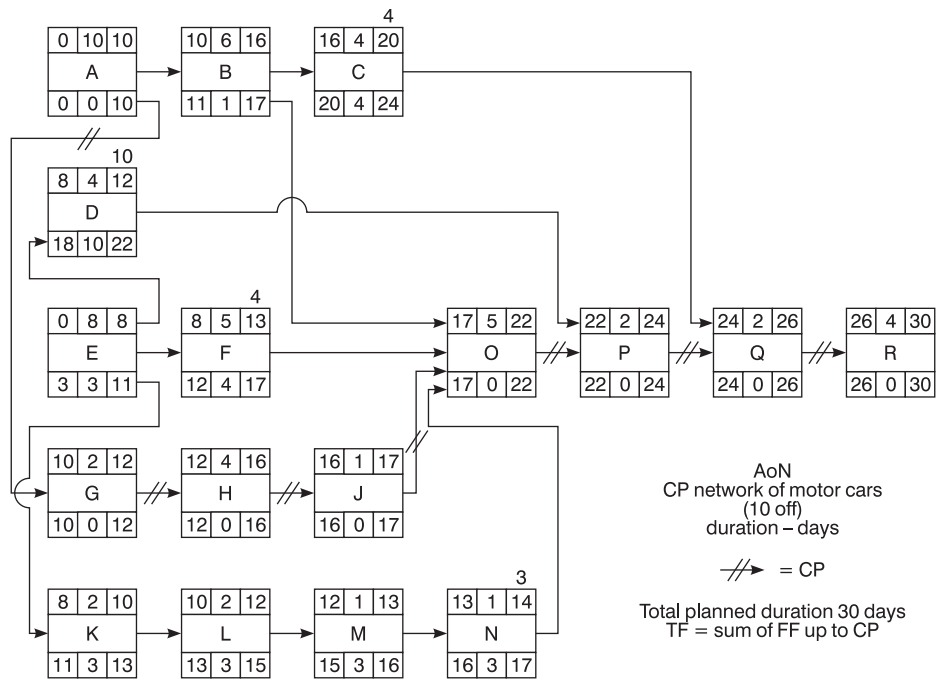 4
0 10 10 10 6 16 16 4 20
A B C
0 0 10 11 1 17 20 4 24
10
8 4 12
D
18 10 22
4
0 8 8 8 5 13 17 5 22 22 2 24 24 2 26 26 4 30
E F O P Q R
3 3 11 12 4 17 17 0 22 22 0 24 24 0 26 26 0 30
10 2 12 12 4 16 16 1 17
G H J
10 0 12 12 0 16 16 0 17
AoN
CP network of motor cars
(10 off)
duration – days
= CP
3
8 2 10 10 2 12 12 1 13 13 1 14
K L M N
11 3 13 13 3 15 15 3 16 16 3 17
Total planned duration 30 days
TF = sum of FF up to CP